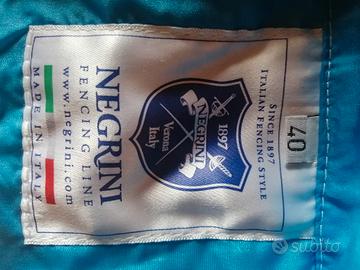 SINCE 1897
ITALIAN FENCING STYLE
1897
NEGRINI
Verona
Italy
NEGRINI
FENCING LINE
www.negrini.com
MADE IN ITALY
40
subito